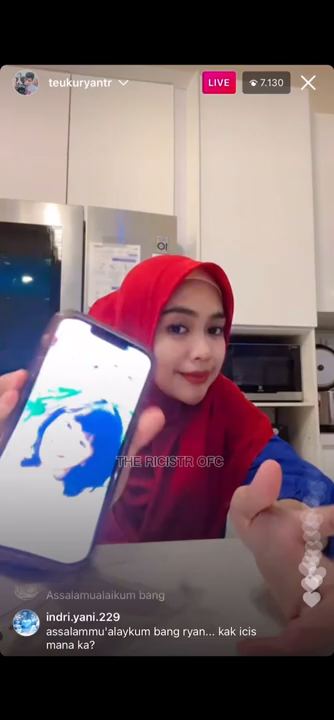 teukuryantr
LIVE
7.130
THE RICISTR OFC
Assalamualaikum bang
indri.yani.229
assalammu'alaykum bang ryan... kak icis
mana ka?